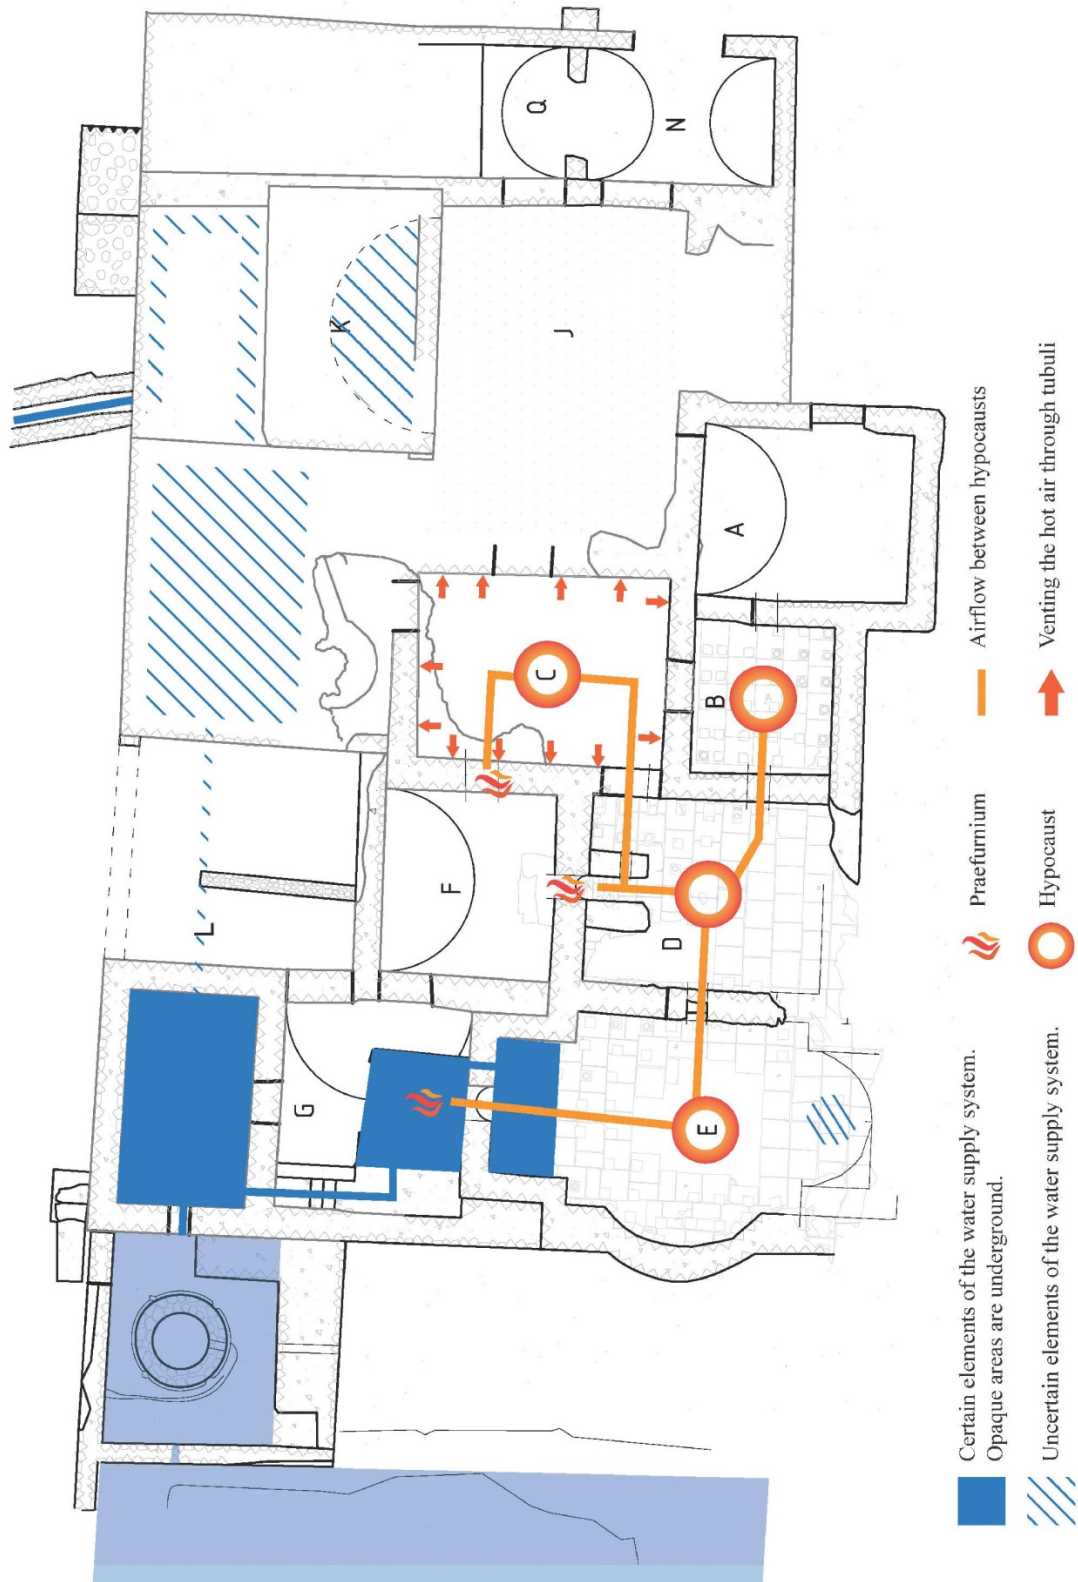 L
G
K
F
Q
C
J
D
N
E
B
A
Certain elements of the water supply system.
Opaque areas are underground.
Uncertain elements of the water supply system.
Praefurnium
Hypocaust
Airflow between hypocausts
Venting the hot air through tubuli